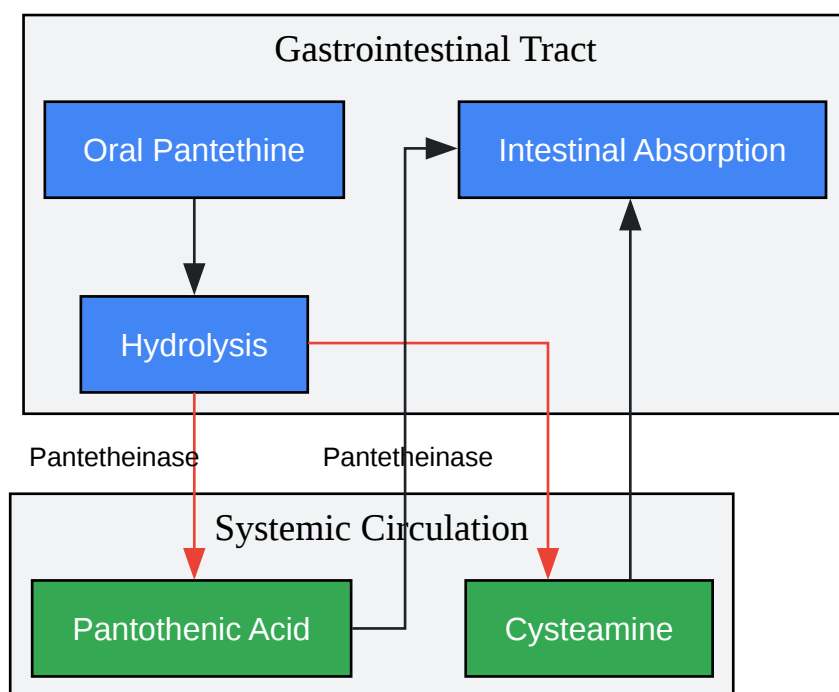 Gastrointestinal Tract
Oral Pantethine
Intestinal Absorption
Hydrolysis
Pantetheinase
Pantetheinase
Systemic Circulation
Pantothenic Acid
Cysteamine